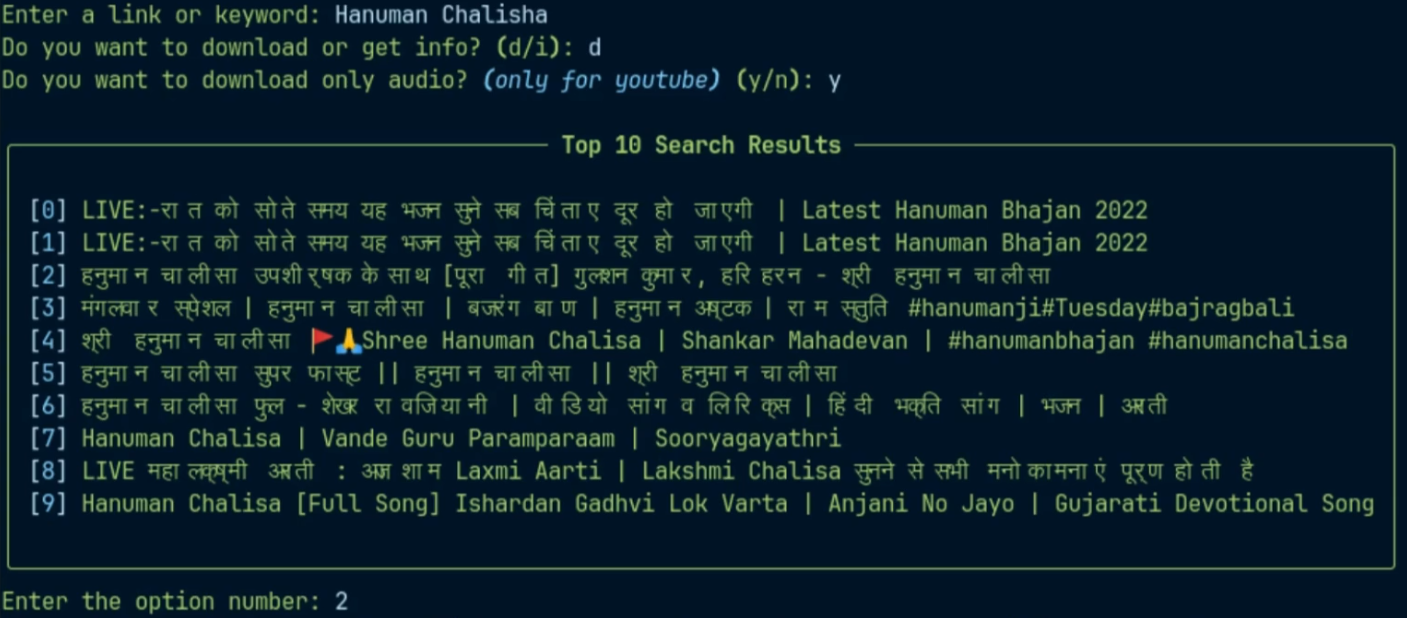 Enter a link or keyword: Hanuman Chalisha
Do you want to download or get info? (d/i): d
Do you want to download only audio? (only for youtube) (y/n): y
Top 10 Search Results
[0] LIVE:-रात को सोते समय यह भजन सुने सब चिंताए दूर हो जाएगी | Latest Hanuman Bhajan 2022
[1] LIVE:-रात को सोते समय यह भजन सुने सब चिंताए दूर हो जाएगी | Latest Hanuman Bhajan 2022
[2] हनुमान चालीसा उपशीर्षक के साथ [पूरा गीत] गुलशन कुमार, हरिहरन - श्री हनुमान चालीसा
[3] मंगलवार स्पेशल | हनुमान चालीसा | बजरंग बाण | हनुमान अष्टक | राम स्तुति #hanumanji#Tuesday#bajragbali
[4] श्री हनुमान चालीसा 🚩🙏Shree Hanuman Chalisa | Shankar Mahadevan | #hanumanbhajan #hanumanchalisa
[5] हनुमान चालीसा सुपर फास्ट || हनुमान चालीसा || श्री हनुमान चालीसा
[6] हनुमान चालीसा फुल - शेखर रावजियानी | वीडियो सांग व लिरिक्स | हिंदी भक्ति सांग | भजन | आरती
[7] Hanuman Chalisa | Vande Guru Paramparaam | Sooryagayathri
[8] LIVE महालक्ष्मी आरती : आज शाम Laxmi Aarti | Lakshmi Chalisa सुनने से सभी मनोकामनाएं पूर्ण होती है
[9] Hanuman Chalisa [Full Song] Ishardan Gadhvi Lok Varta | Anjani No Jayo | Gujarati Devotional Song
Enter the option number: 2